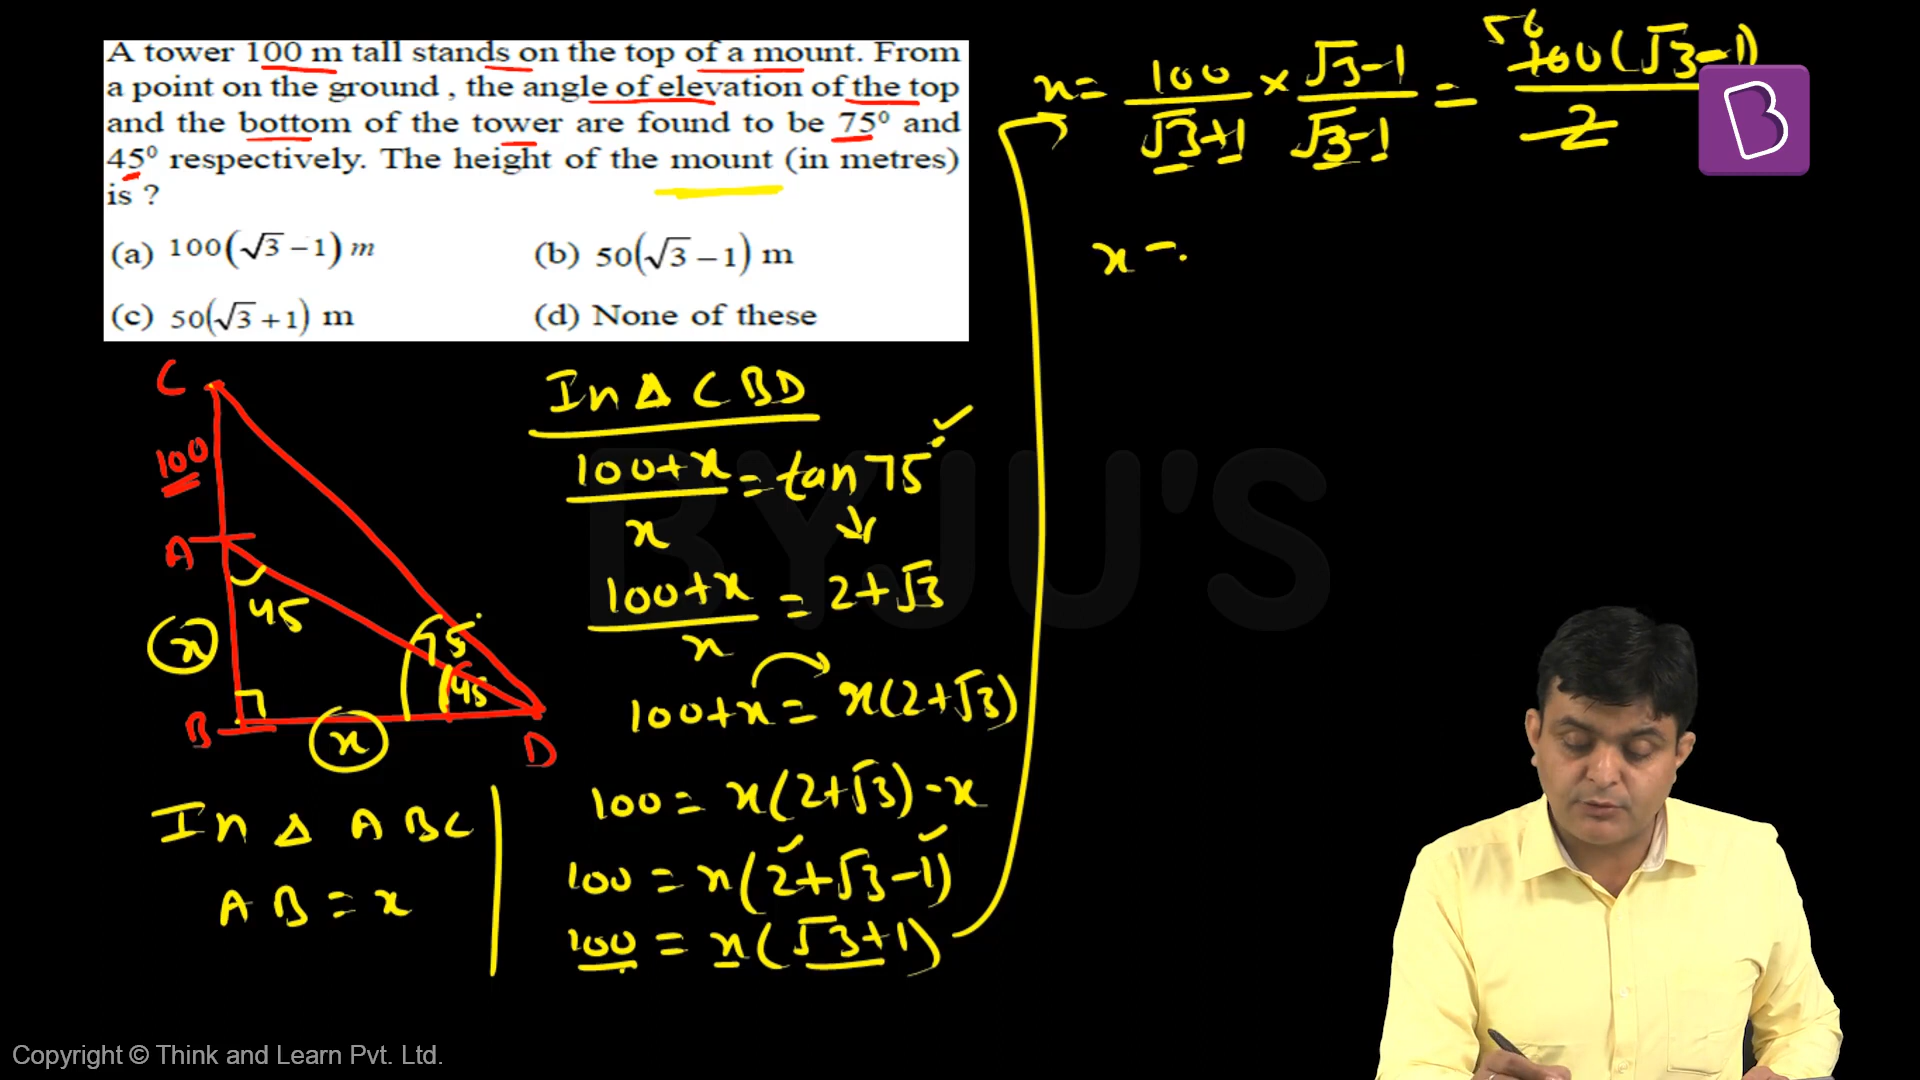 A tower 100 m tall stands on the top of a mount. From
a point on the ground , the angle of elevation of the top
and the bottom of the tower are found to be 75⁰ and
45⁰ respectively. The height of the mount (in metres)
is ?
(a) 100(√3 – 1) m
(b) 50(√3 – 1) m
(c) 50(√3 + 1) m
(d) None of these
C
100
A
45
x
75
45
B
x
D
In Δ ABC
AB = x
In Δ CBD
(100+x)/x = tan 75°
(100+x)/x = 2+√3
100+x = x(2+√3)
100 = x(2+√3) - x
100 = x(2+√3-1)
100 = x(√3+1)
x = 100/(√3+1) × (√3-1)/(√3-1) = 100(√3-1)/2
50
x =
B
BYJU'S
Copyright © Think and Learn Pvt. Ltd.